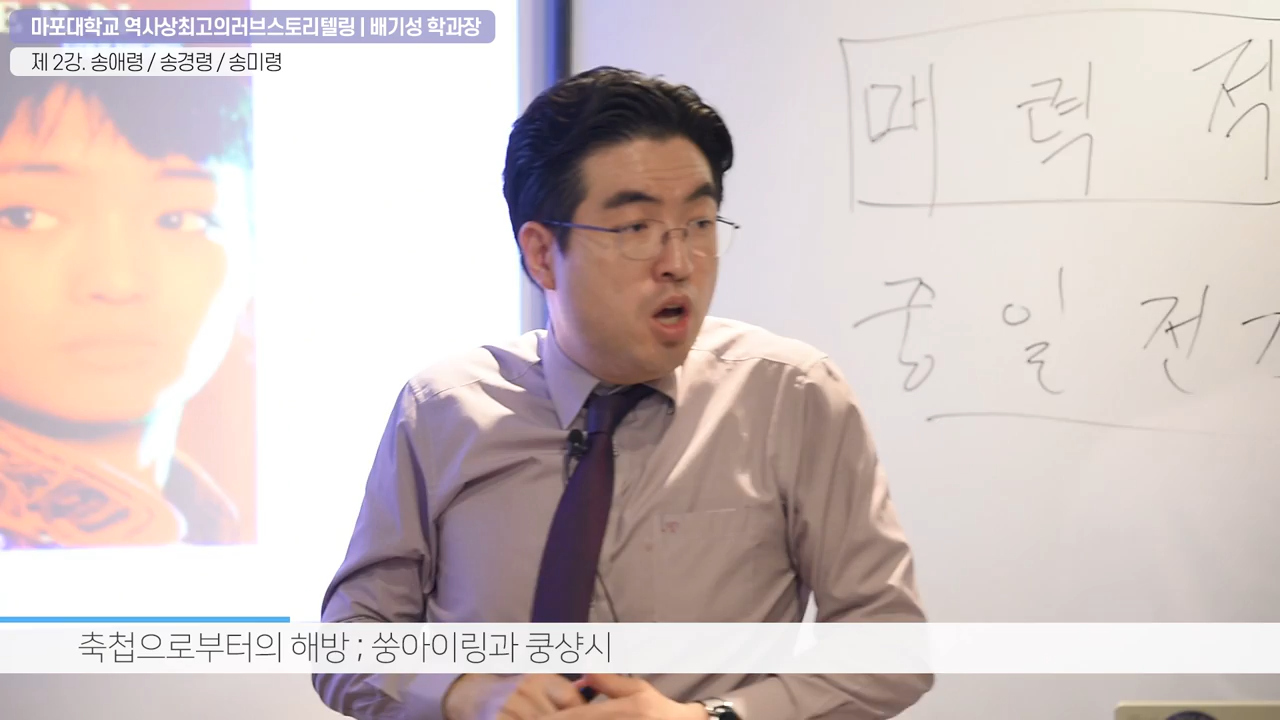 마포대학교 역사상최고의러브스토리텔링 | 배기성 학과장
제 2강. 송애령 / 송경령 / 송미령
매 력 적
중 일 전
축첩으로부터의 해방 ; 쑹아이링과 쿵샹시